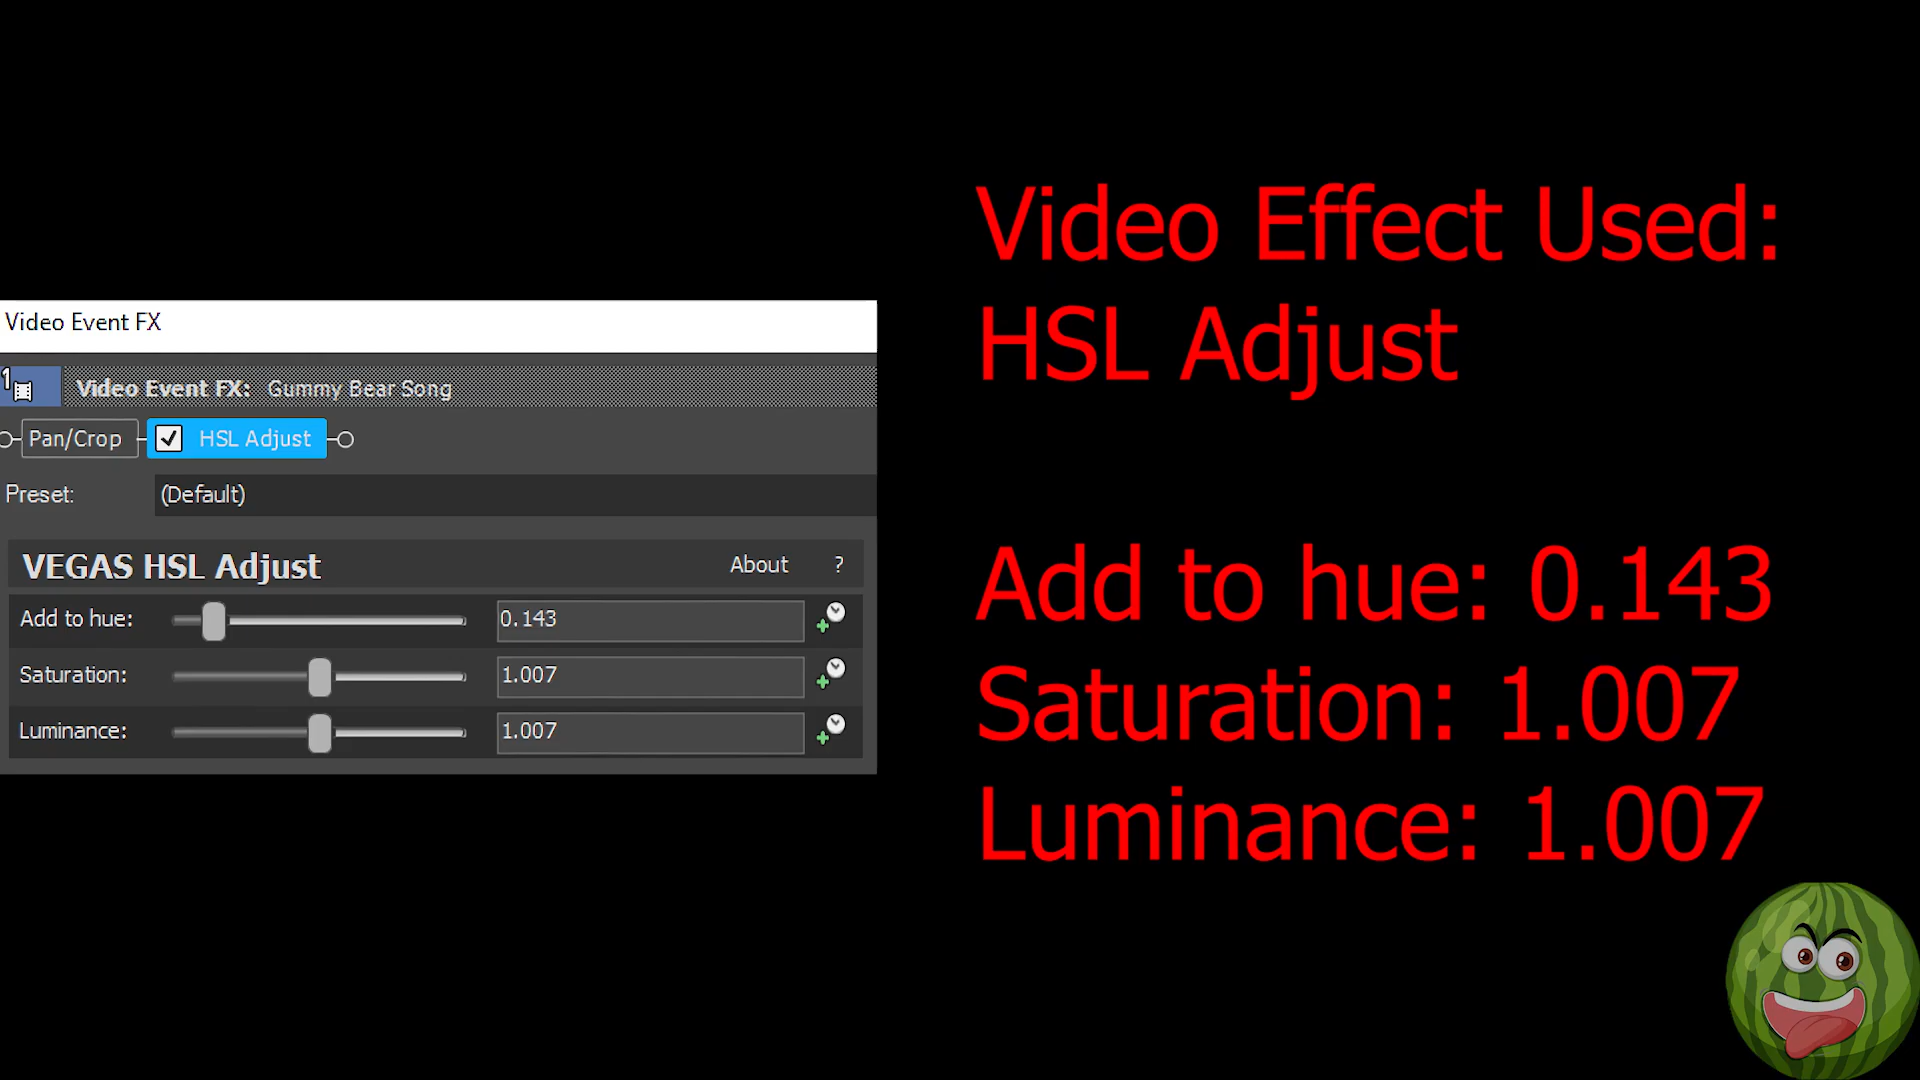 Video Event FX
1
Video Event FX: Gummy Bear Song
Pan/Crop HSL Adjust
Preset: (Default)
VEGAS HSL Adjust About ?
Add to hue: 0.143
Saturation: 1.007
Luminance: 1.007
Video Effect Used:
HSL Adjust
Add to hue: 0.143
Saturation: 1.007
Luminance: 1.007